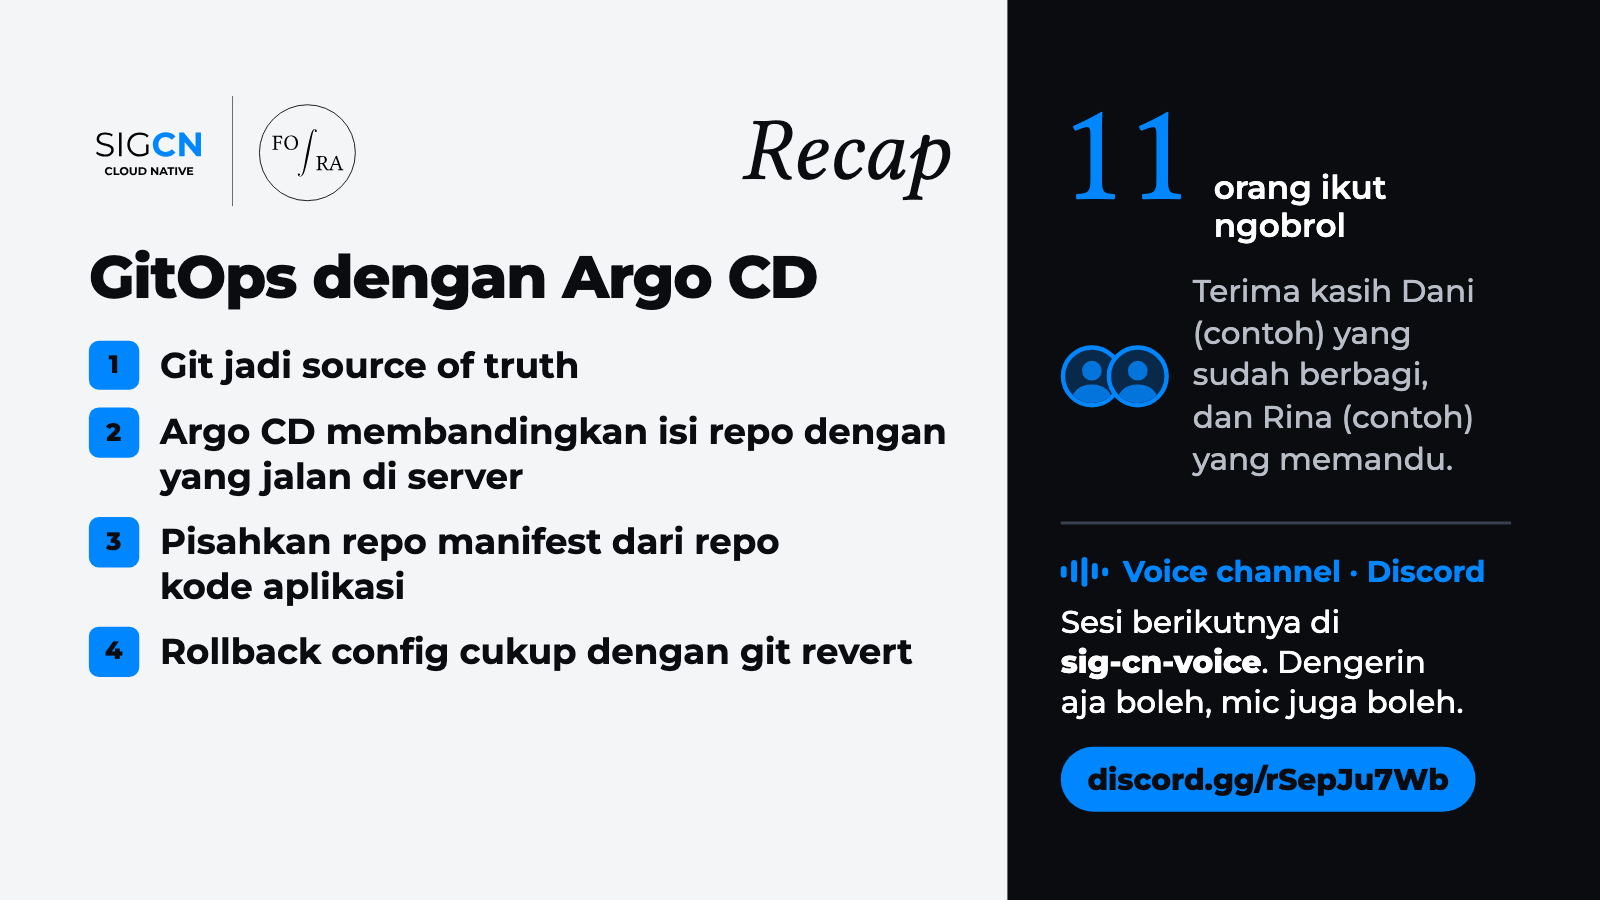 SIGCN
CLOUD NATIVE
FO
RA
Recap
GitOps dengan Argo CD
1
Git jadi source of truth
2
Argo CD membandingkan isi repo dengan
yang jalan di server
3
Pisahkan repo manifest dari repo
kode aplikasi
4
Rollback config cukup dengan git revert
11
orang ikut
ngobrol
Terima kasih Dani
(contoh) yang
sudah berbagi,
dan Rina (contoh)
yang memandu.
Voice channel · Discord
Sesi berikutnya di
sig-cn-voice. Dengerin
aja boleh, mic juga boleh.
discord.gg/rSepJu7Wb